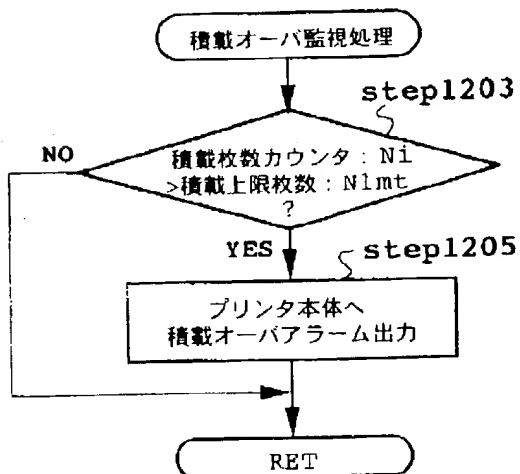 積載オーバ監視処理
step1203
NO
積載枚数カウンタ：Ni
>積載上限枚数：Nlmt
?
YES
step1205
プリンタ本体へ
積載オーバアラーム出力
RET